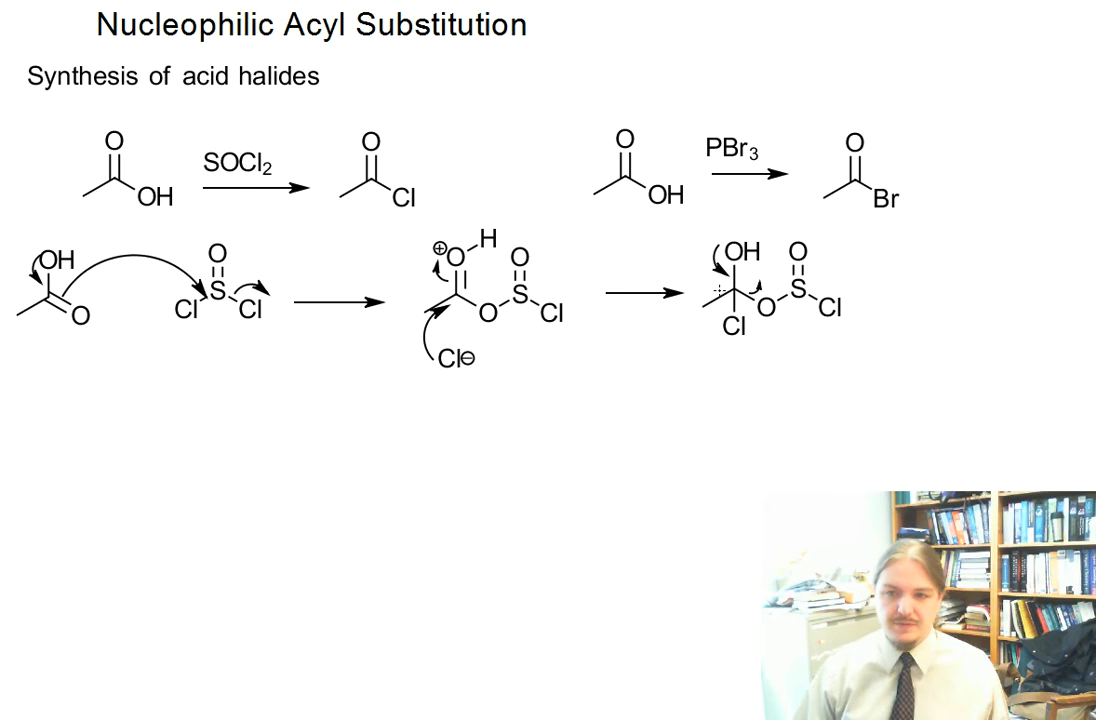 Nucleophilic Acyl Substitution
Synthesis of acid halides
O
OH
SOCl2
O
Cl
O
OH
PBr3
O
Br
OH
O
O
S
Cl
Cl
⊕
O
H
O
S
O
Cl
Cl⊖
OH
O
S
O
Cl
Cl